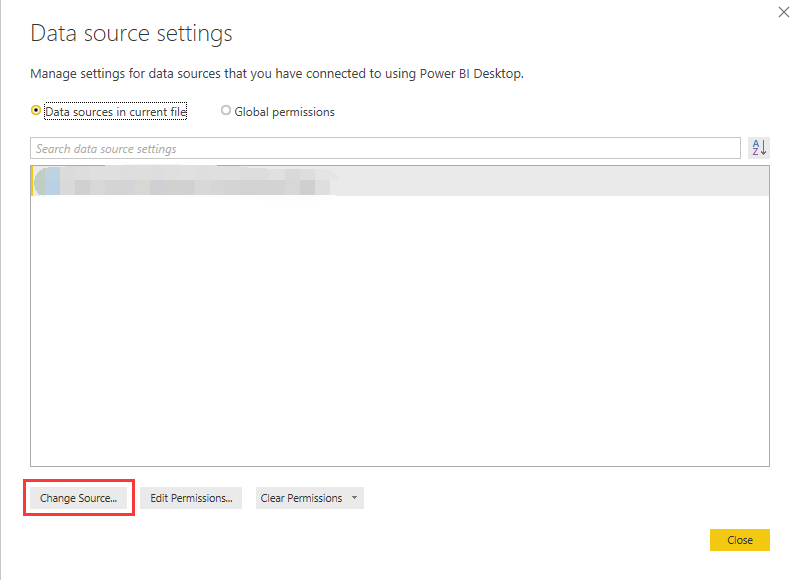 Data source settings
Manage settings for data sources that you have connected to using Power BI Desktop.
Data sources in current file Global permissions
Search data source settings
A
Z
Change Source... Edit Permissions... Clear Permissions
Close